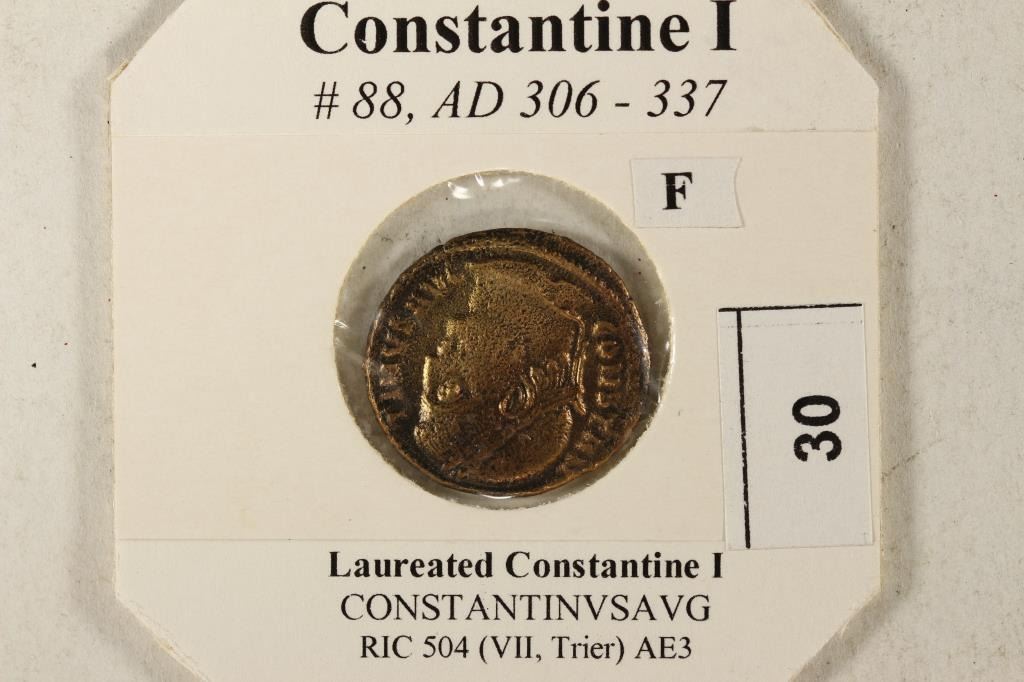 Constantine I
# 88, AD 306 - 337
F
30
Laureated Constantine I
CONSTANTINVSAVG
RIC 504 (VII, Trier) AE3